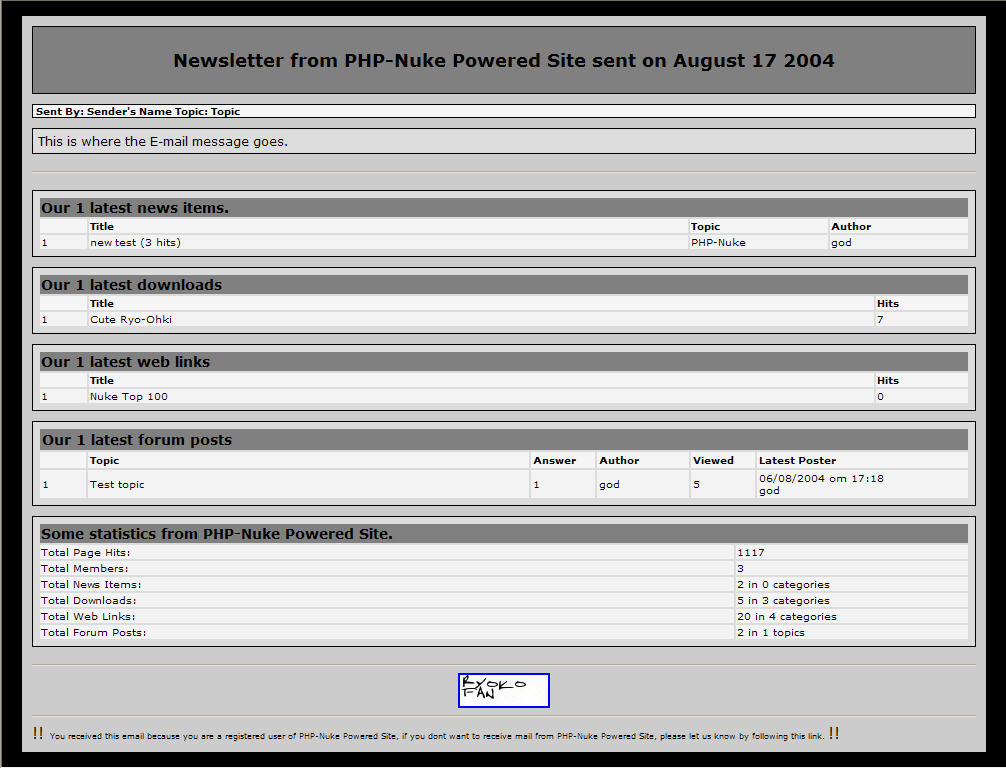 Newsletter from PHP-Nuke Powered Site sent on August 17 2004
Sent By: Sender's Name Topic: Topic
This is where the E-mail message goes.
Our 1 latest news items.
Title Topic Author
1 new test (3 hits) PHP-Nuke god
Our 1 latest downloads
Title Hits
1 Cute Ryo-Ohki 7
Our 1 latest web links
Title Hits
1 Nuke Top 100 0
Our 1 latest forum posts
Topic Answer Author Viewed Latest Poster
1 Test topic 1 god 5 06/08/2004 om 17:18
god
Some statistics from PHP-Nuke Powered Site.
Total Page Hits: 1117
Total Members: 3
Total News Items: 2 in 0 categories
Total Downloads: 5 in 3 categories
Total Web Links: 20 in 4 categories
Total Forum Posts: 2 in 1 topics
RYOKO
FAN
!! You received this email because you are a registered user of PHP-Nuke Powered Site, if you dont want to receive mail from PHP-Nuke Powered Site, please let us know by following this link. !!